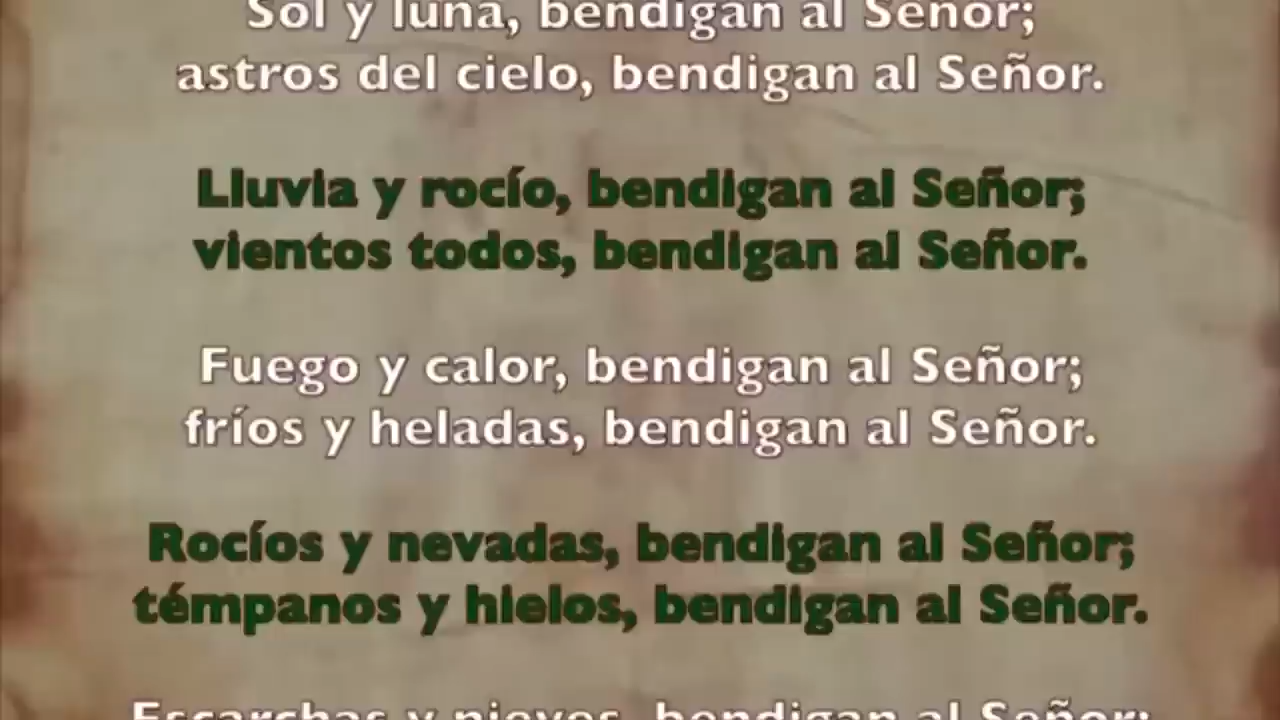 Sol y luna, bendigan al Señor;
astros del cielo, bendigan al Señor.
Lluvia y rocío, bendigan al Señor;
vientos todos, bendigan al Señor.
Fuego y calor, bendigan al Señor;
fríos y heladas, bendigan al Señor.
Rocíos y nevadas, bendigan al Señor;
témpanos y hielos, bendigan al Señor.
Escarchas y nieves, bendigan al Señor;